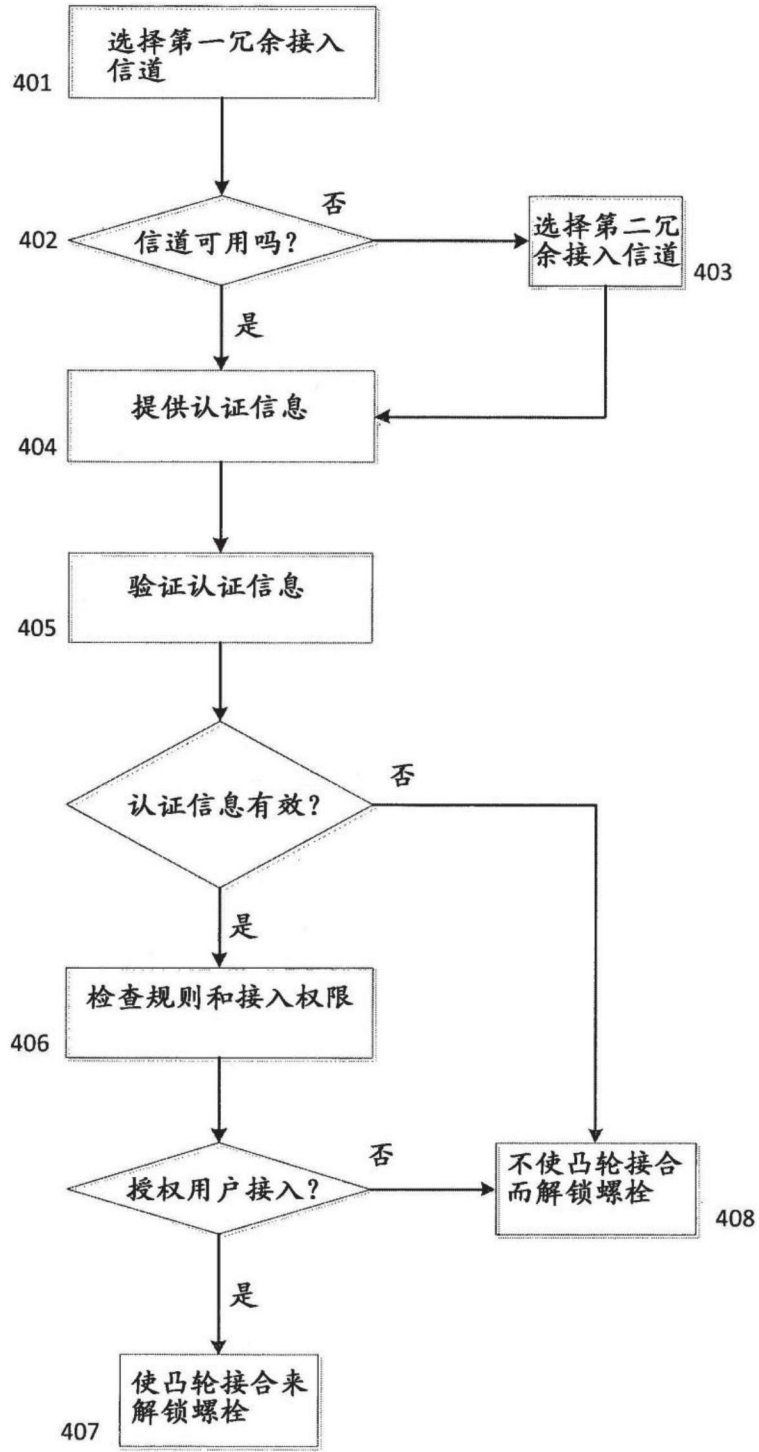 选择第一冗余接入
信道
401
否
402
信道可用吗?
选择第二冗
余接入信道
403
是
提供认证信息
404
验证认证信息
405
否
认证信息有效?
是
检查规则和接入权限
406
否
授权用户接入?
不使凸轮接合
而解锁螺栓
408
是
使凸轮接合来
解锁螺栓
407